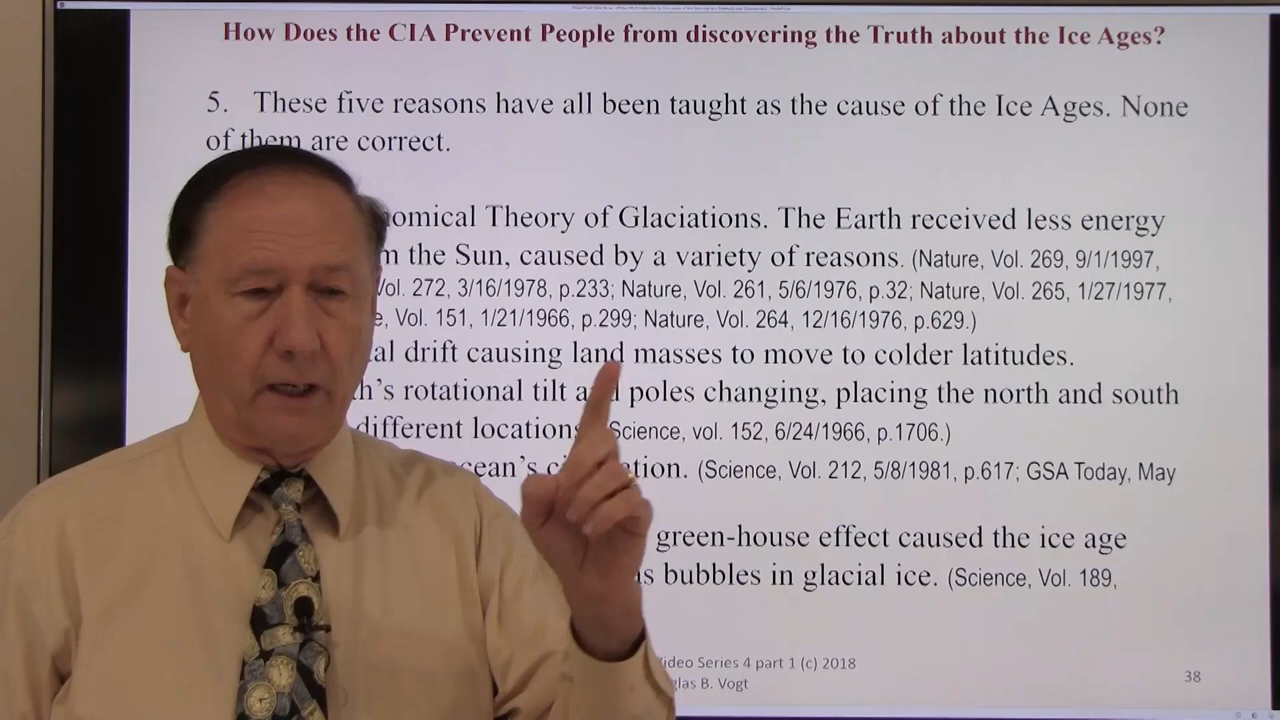 How Does the CIA Prevent People from discovering the Truth about the Ice Ages?
5. These five reasons have all been taught as the cause of the Ice Ages. None
of them are correct.
nomical Theory of Glaciations. The Earth received less energy
m the Sun, caused by a variety of reasons. (Nature, Vol. 269, 9/1/1997,
Vol. 272, 3/16/1978, p.233; Nature, Vol. 261, 5/6/1976, p.32; Nature, Vol. 265, 1/27/1977,
e, Vol. 151, 1/21/1966, p.299; Nature, Vol. 264, 12/16/1976, p.629.)
al drift causing land masses to move to colder latitudes.
h's rotational tilt and poles changing, placing the north and south
different locations Science, vol. 152, 6/24/1966, p.1706.)
cean's c tion. (Science, Vol. 212, 5/8/1981, p.617; GSA Today, May
green-house effect caused the ice age
s bubbles in glacial ice. (Science, Vol. 189,
ideo Series 4 part 1 (c) 2018
glas B. Vogt
38